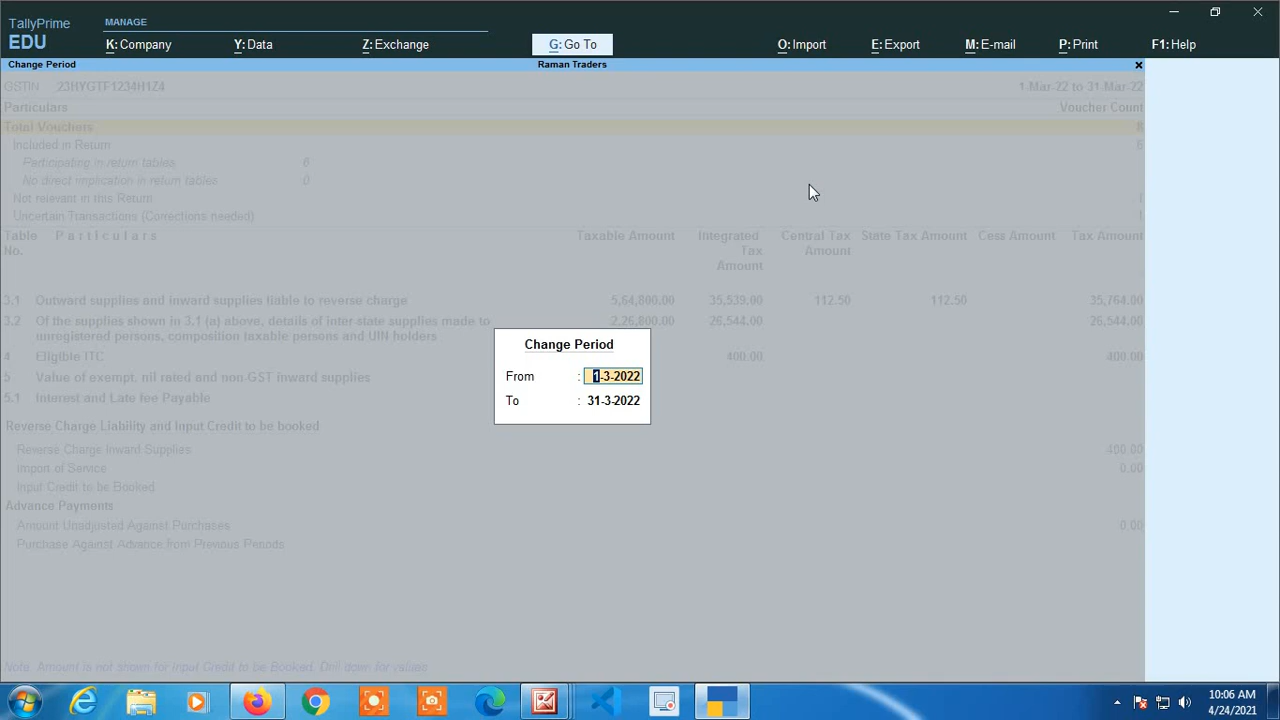 TallyPrime
EDU
MANAGE
K: Company
Y: Data
Z: Exchange
G: Go To
O: Import
E: Export
M: E-mail
P: Print
F1: Help
Change Period
Raman Traders
GSTIN 23HYGTF1234H1Z4
1-Mar-22 to 31-Mar-22
Particulars
Voucher Count
Total Vouchers 8
Included in Return 6
Participating in return tables 6
No direct implication in return tables 0
Not relevant in this Return 1
Uncertain Transactions (Corrections needed) 1
Table No.
Particulars
Taxable Amount
Integrated Tax Amount
Central Tax Amount
State Tax Amount
Cess Amount
Tax Amount
3.1 Outward supplies and inward supplies liable to reverse charge 5,64,800.00 35,539.00 112.50 112.50 35,764.00
3.2 Of the supplies shown in 3.1 (a) above, details of inter-state supplies made to 2,26,800.00 26,544.00 26,544.00
unregistered persons, composition taxable persons and UIN holders
4 Eligible ITC 400.00 400.00
5 Value of exempt, nil rated and non-GST inward supplies
5.1 Interest and Late fee Payable
Reverse Charge Liability and Input Credit to be booked
Reverse Charge Inward Supplies 400.00
Import of Service 0.00
Input Credit to be Booked
Advance Payments
Amount Unadjusted Against Purchases 0.00
Purchase Against Advance from Previous Periods
Change Period
From : 1-3-2022
To : 31-3-2022
Note: Amount is not shown for Input Credit to be Booked. Drill down for values
10:06 AM
4/24/2021